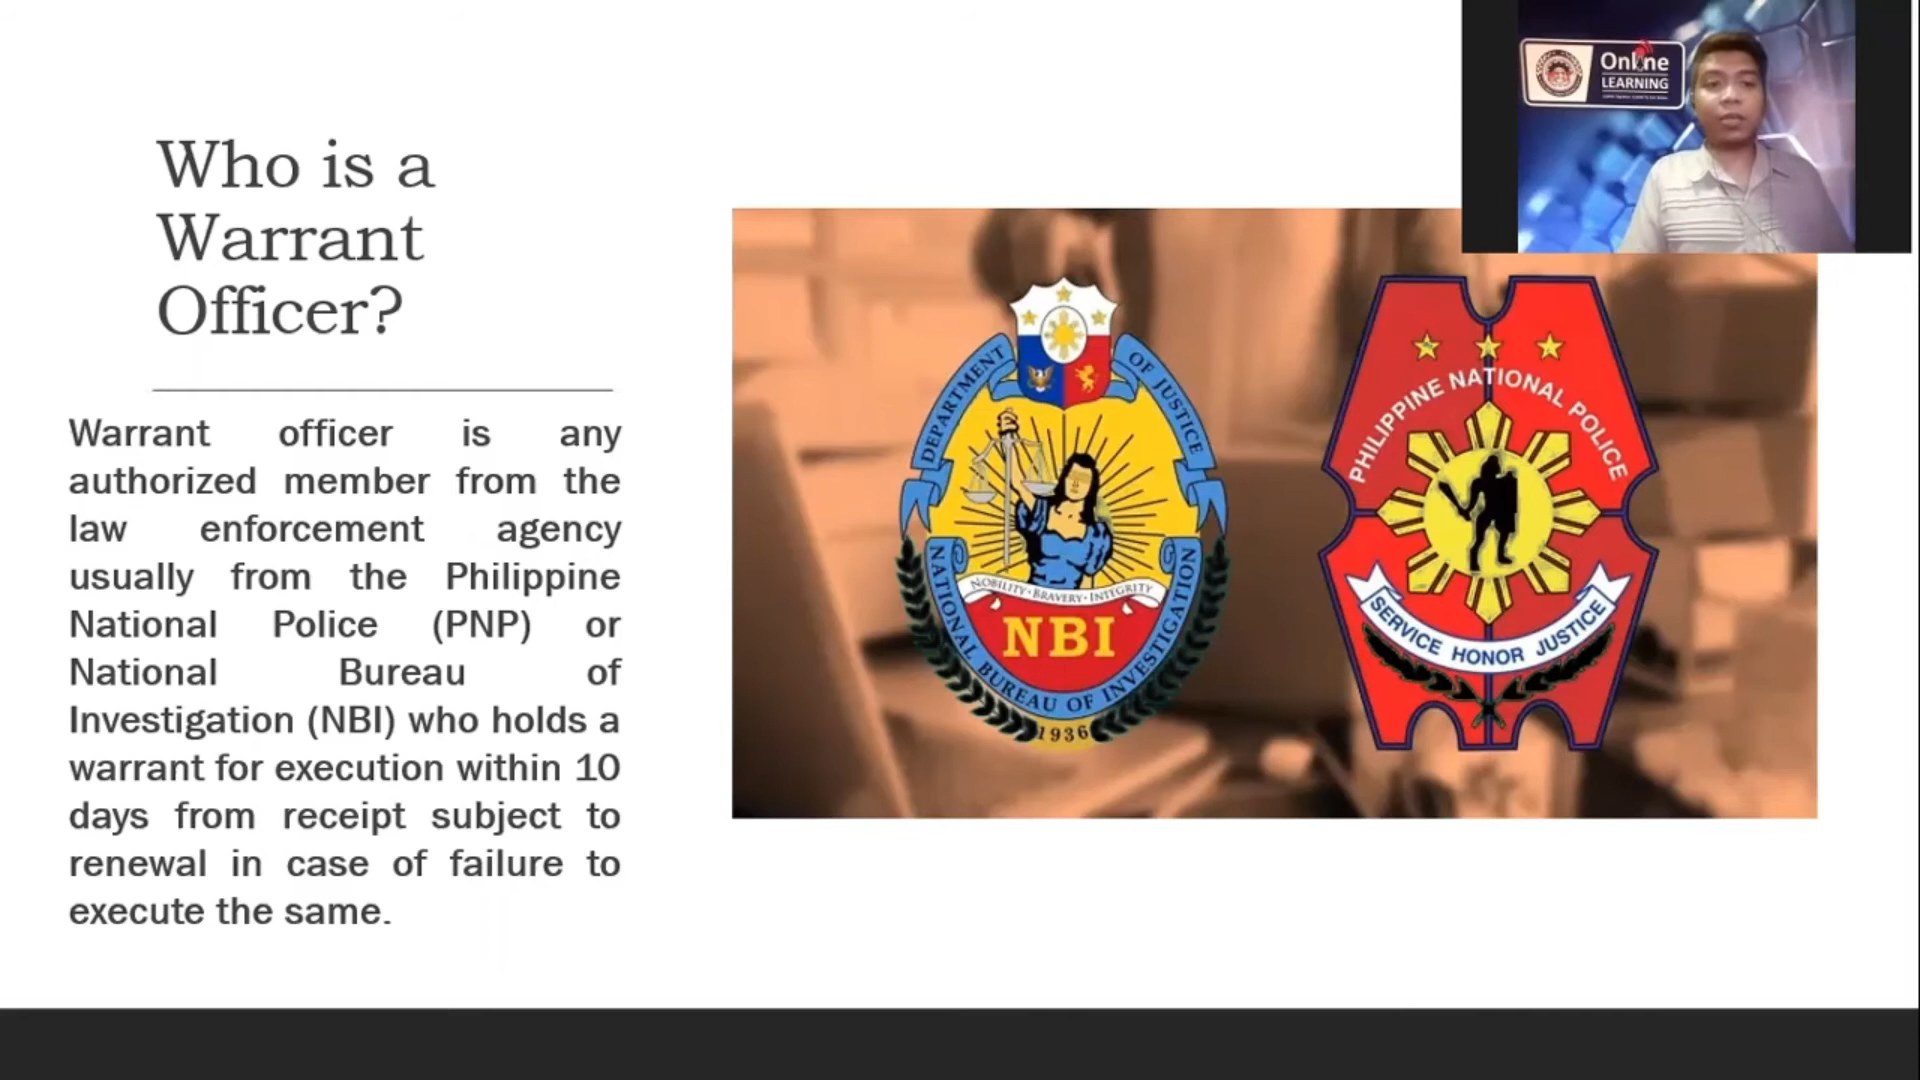 Who is a
Warrant
Officer?
Warrant officer is any
authorized member from the
law enforcement agency
usually from the Philippine
National Police (PNP) or
National Bureau of
Investigation (NBI) who holds a
warrant for execution within 10
days from receipt subject to
renewal in case of failure to
execute the same.
DEPARTMENT OF JUSTICE
NOBILITY · BRAVERY · INTEGRITY
NBI
NATIONAL BUREAU OF INVESTIGATION
1936
PHILIPPINE NATIONAL POLICE
SERVICE HONOR JUSTICE
Online
LEARNING